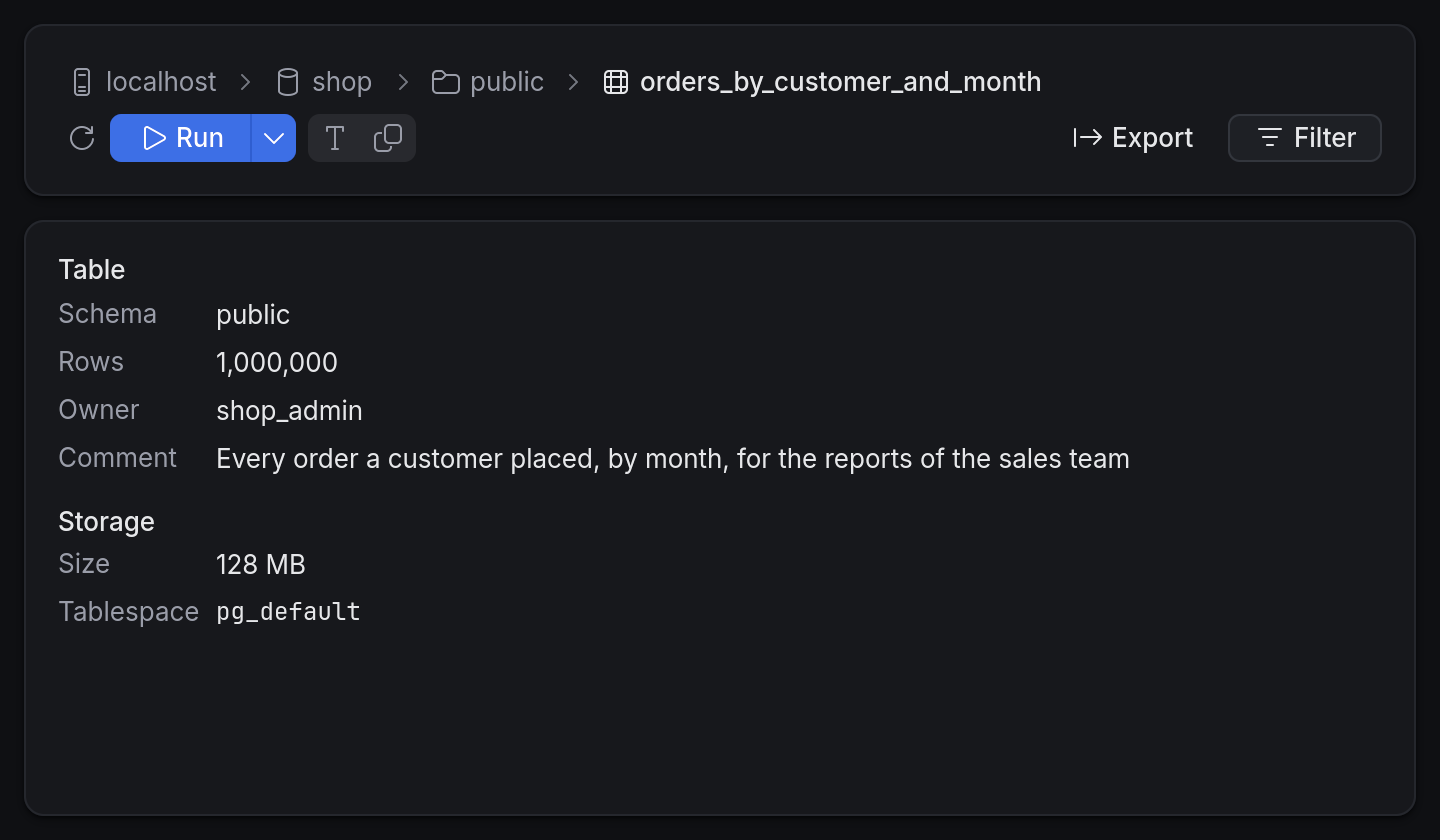 localhost shop public orders_by_customer_and_month
Run Export Filter
Table
Schema public
Rows 1,000,000
Owner shop_admin
Comment Every order a customer placed, by month, for the reports of the sales team
Storage
Size 128 MB
Tablespace pg_default